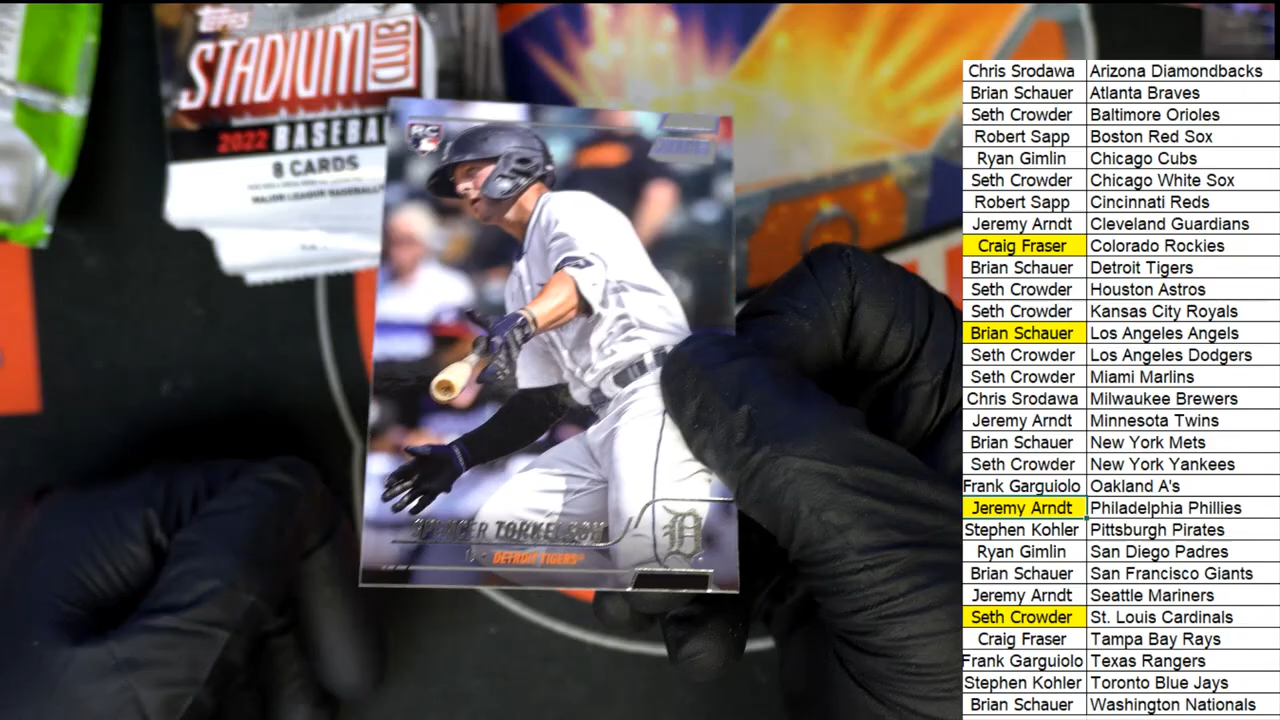 Topps
STADIUM
CLUB
2022 BASEBA
8 CARDS
RC
SPENCER TORKELSON
DETROIT TIGERS
D
Chris Srodawa Arizona Diamondbacks
Brian Schauer Atlanta Braves
Seth Crowder Baltimore Orioles
Robert Sapp Boston Red Sox
Ryan Gimlin Chicago Cubs
Seth Crowder Chicago White Sox
Robert Sapp Cincinnati Reds
Jeremy Arndt Cleveland Guardians
Craig Fraser Colorado Rockies
Brian Schauer Detroit Tigers
Seth Crowder Houston Astros
Seth Crowder Kansas City Royals
Brian Schauer Los Angeles Angels
Seth Crowder Los Angeles Dodgers
Seth Crowder Miami Marlins
Chris Srodawa Milwaukee Brewers
Jeremy Arndt Minnesota Twins
Brian Schauer New York Mets
Seth Crowder New York Yankees
Frank Garguiolo Oakland A's
Jeremy Arndt Philadelphia Phillies
Stephen Kohler Pittsburgh Pirates
Ryan Gimlin San Diego Padres
Brian Schauer San Francisco Giants
Jeremy Arndt Seattle Mariners
Seth Crowder St. Louis Cardinals
Craig Fraser Tampa Bay Rays
Frank Garguiolo Texas Rangers
Stephen Kohler Toronto Blue Jays
Brian Schauer Washington Nationals